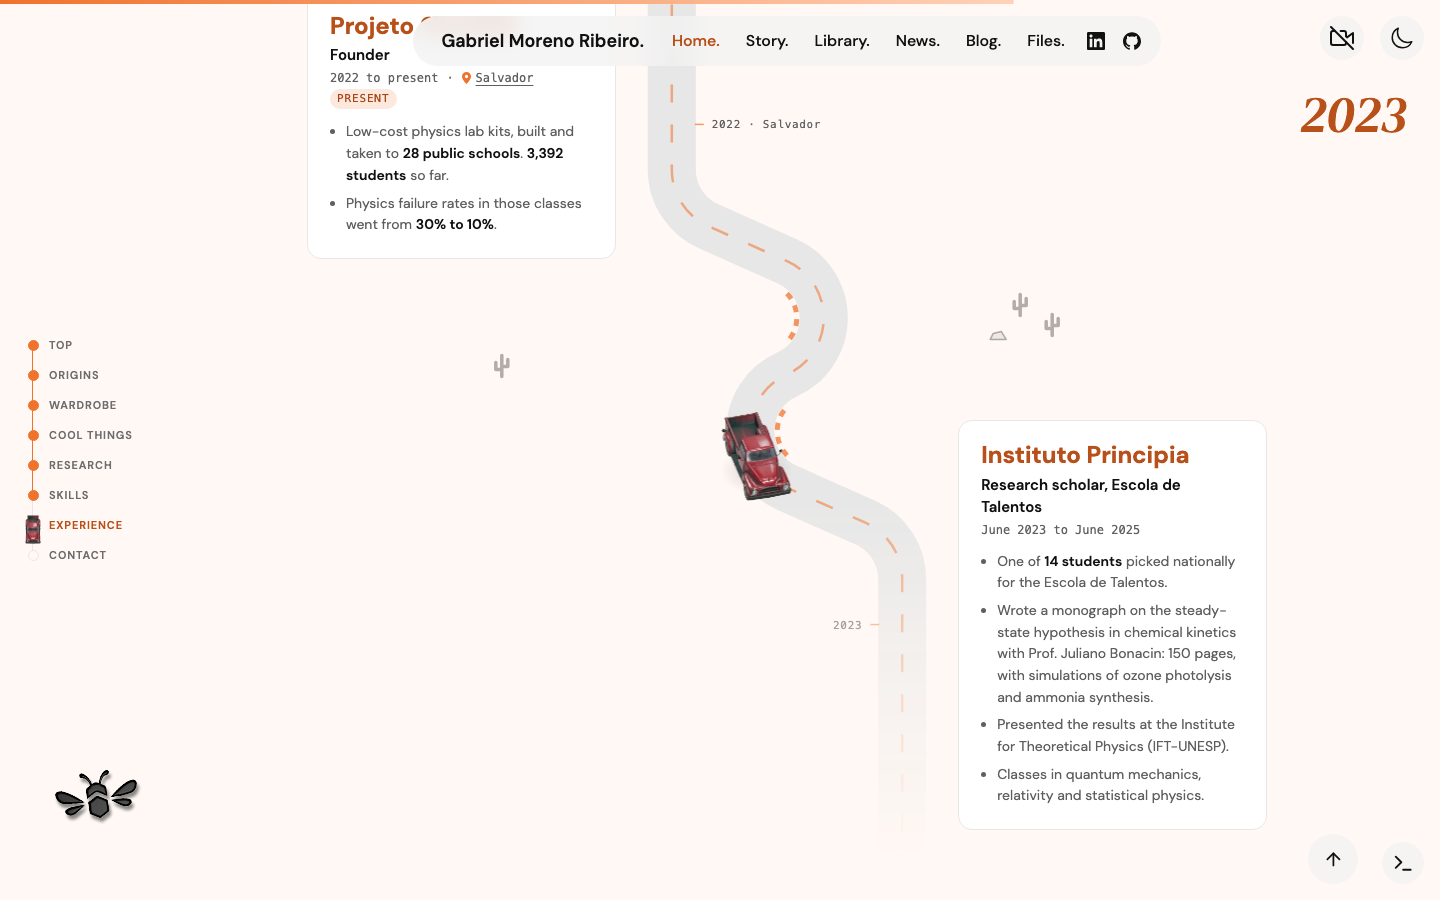 Projeto
Gabriel Moreno Ribeiro.
Home.
Story.
Library.
News.
Blog.
Files.
Founder
2022 to present · Salvador
PRESENT
Low-cost physics lab kits, built and
taken to 28 public schools. 3,392
students so far.
Physics failure rates in those classes
went from 30% to 10%.
2022 · Salvador
2023
TOP
ORIGINS
WARDROBE
COOL THINGS
RESEARCH
SKILLS
EXPERIENCE
CONTACT
2023
Instituto Principia
Research scholar, Escola de
Talentos
June 2023 to June 2025
One of 14 students picked nationally
for the Escola de Talentos.
Wrote a monograph on the steady-
state hypothesis in chemical kinetics
with Prof. Juliano Bonacin: 150 pages,
with simulations of ozone photolysis
and ammonia synthesis.
Presented the results at the Institute
for Theoretical Physics (IFT-UNESP).
Classes in quantum mechanics,
relativity and statistical physics.